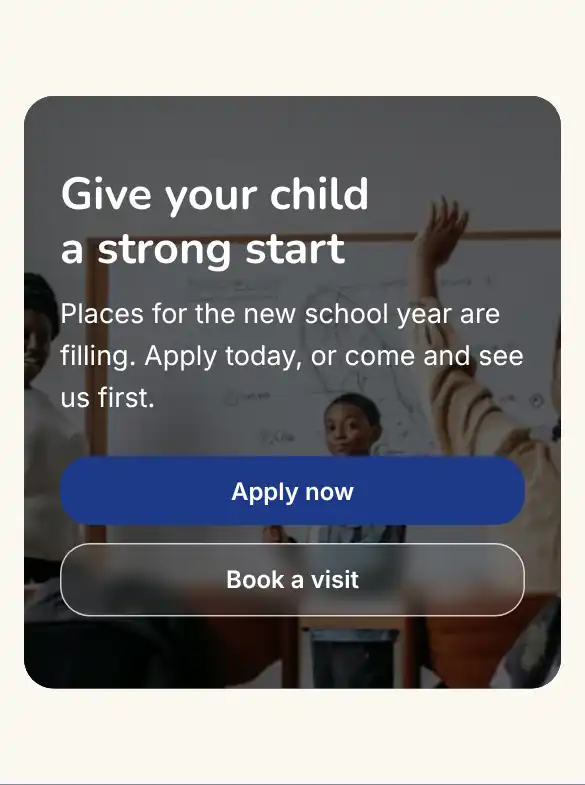 Give your child
a strong start
Places for the new school year are
filling. Apply today, or come and see
us first.
Apply now
Book a visit